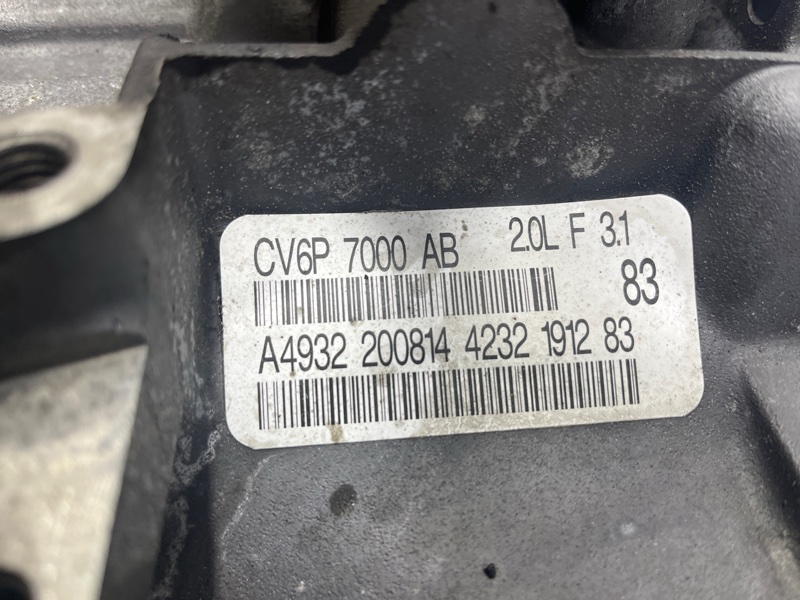 CV6P 7000 AB 2.0L F 3.1
83
A4932 200814 4232 1912 83